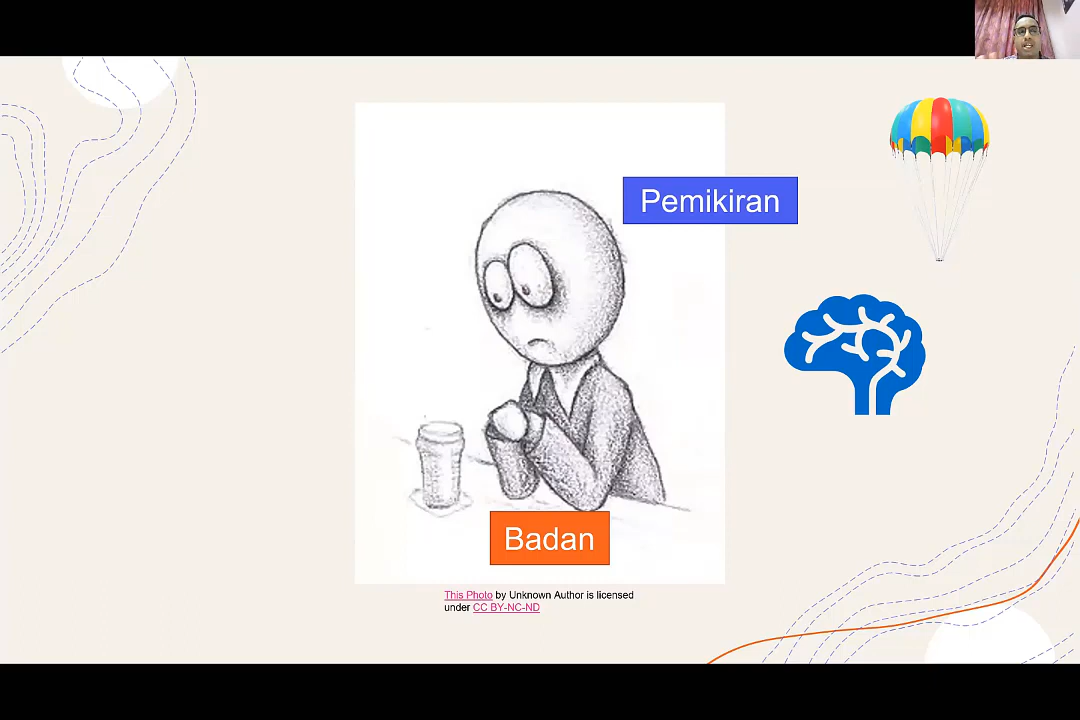 Pemikiran
Badan
This Photo by Unknown Author is licensed
under CC BY-NC-ND